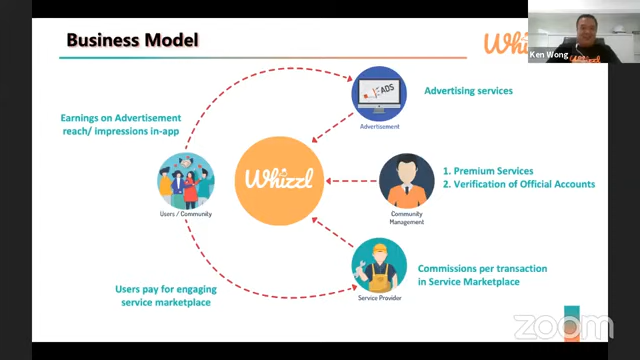 Business Model
Ken Wong
Whizzl
Advertising services
ADS
Advertisement
Earnings on Advertisement
reach/ impressions in-app
Whizzl
1. Premium Services
2. Verification of Official Accounts
Users / Community
Community
Management
Commissions per transaction
in Service Marketplace
Users pay for engaging
service marketplace
Service Provider
zoom